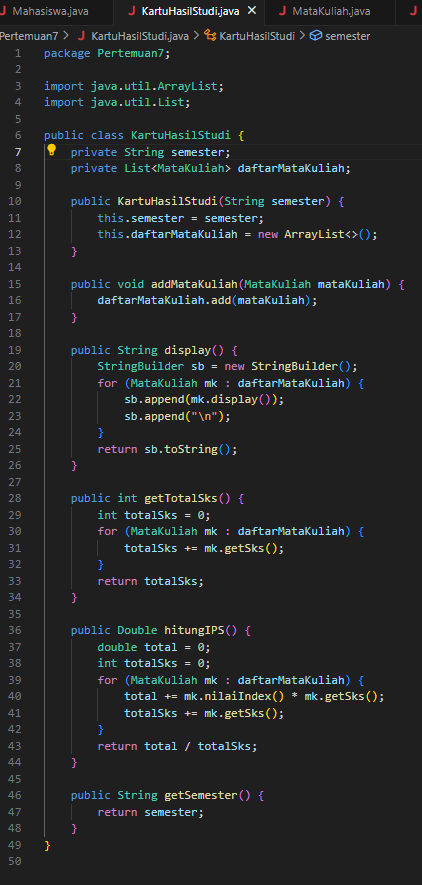 Mahasiswa.java KartuHasilStudi.java MataKuliah.java
Pertemuan7 > KartuHasilStudi.java > KartuHasilStudi > semester
1 package Pertemuan7;
2
3 import java.util.ArrayList;
4 import java.util.List;
5
6 public class KartuHasilStudi {
7 private String semester;
8 private List<MataKuliah> daftarMataKuliah;
9
10 public KartuHasilStudi(String semester) {
11 this.semester = semester;
12 this.daftarMataKuliah = new ArrayList<>();
13 }
14
15 public void addMataKuliah(MataKuliah mataKuliah) {
16 daftarMataKuliah.add(mataKuliah);
17 }
18
19 public String display() {
20 StringBuilder sb = new StringBuilder();
21 for (MataKuliah mk : daftarMataKuliah) {
22 sb.append(mk.display());
23 sb.append("\n");
24 }
25 return sb.toString();
26 }
27
28 public int getTotalSks() {
29 int totalSks = 0;
30 for (MataKuliah mk : daftarMataKuliah) {
31 totalSks += mk.getSks();
32 }
33 return totalSks;
34 }
35
36 public Double hitungIPS() {
37 double total = 0;
38 int totalSks = 0;
39 for (MataKuliah mk : daftarMataKuliah) {
40 total += mk.nilaiIndex() * mk.getSks();
41 totalSks += mk.getSks();
42 }
43 return total / totalSks;
44 }
45
46 public String getSemester() {
47 return semester;
48 }
49 }
50